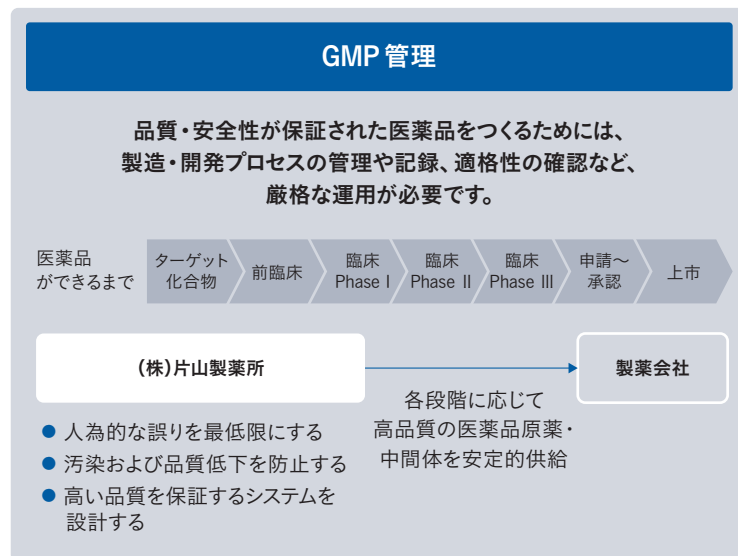 GMP管理
品質・安全性が保証された医薬品をつくるためには、
製造・開発プロセスの管理や記録、適格性の確認など、
厳格な運用が必要です。
医薬品
ができるまで
ターゲット
化合物
前臨床
臨床
Phase I
臨床
Phase II
臨床
Phase III
申請〜
承認
上市
(株)片山製薬所
製薬会社
各段階に応じて
高品質の医薬品原薬・
中間体を安定的供給
● 人為的な誤りを最低限にする
● 汚染および品質低下を防止する
● 高い品質を保証するシステムを
設計する